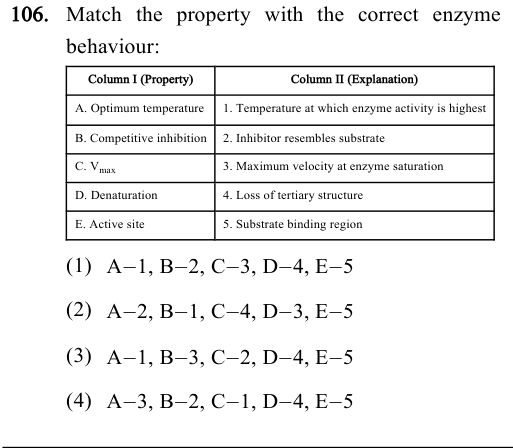 106. Match the property with the correct enzyme
behaviour:
Column I (Property) Column II (Explanation)
A. Optimum temperature 1. Temperature at which enzyme activity is highest
B. Competitive inhibition 2. Inhibitor resembles substrate
C. Vmax 3. Maximum velocity at enzyme saturation
D. Denaturation 4. Loss of tertiary structure
E. Active site 5. Substrate binding region
(1) A–1, B–2, C–3, D–4, E–5
(2) A–2, B–1, C–4, D–3, E–5
(3) A–1, B–3, C–2, D–4, E–5
(4) A–3, B–2, C–1, D–4, E–5